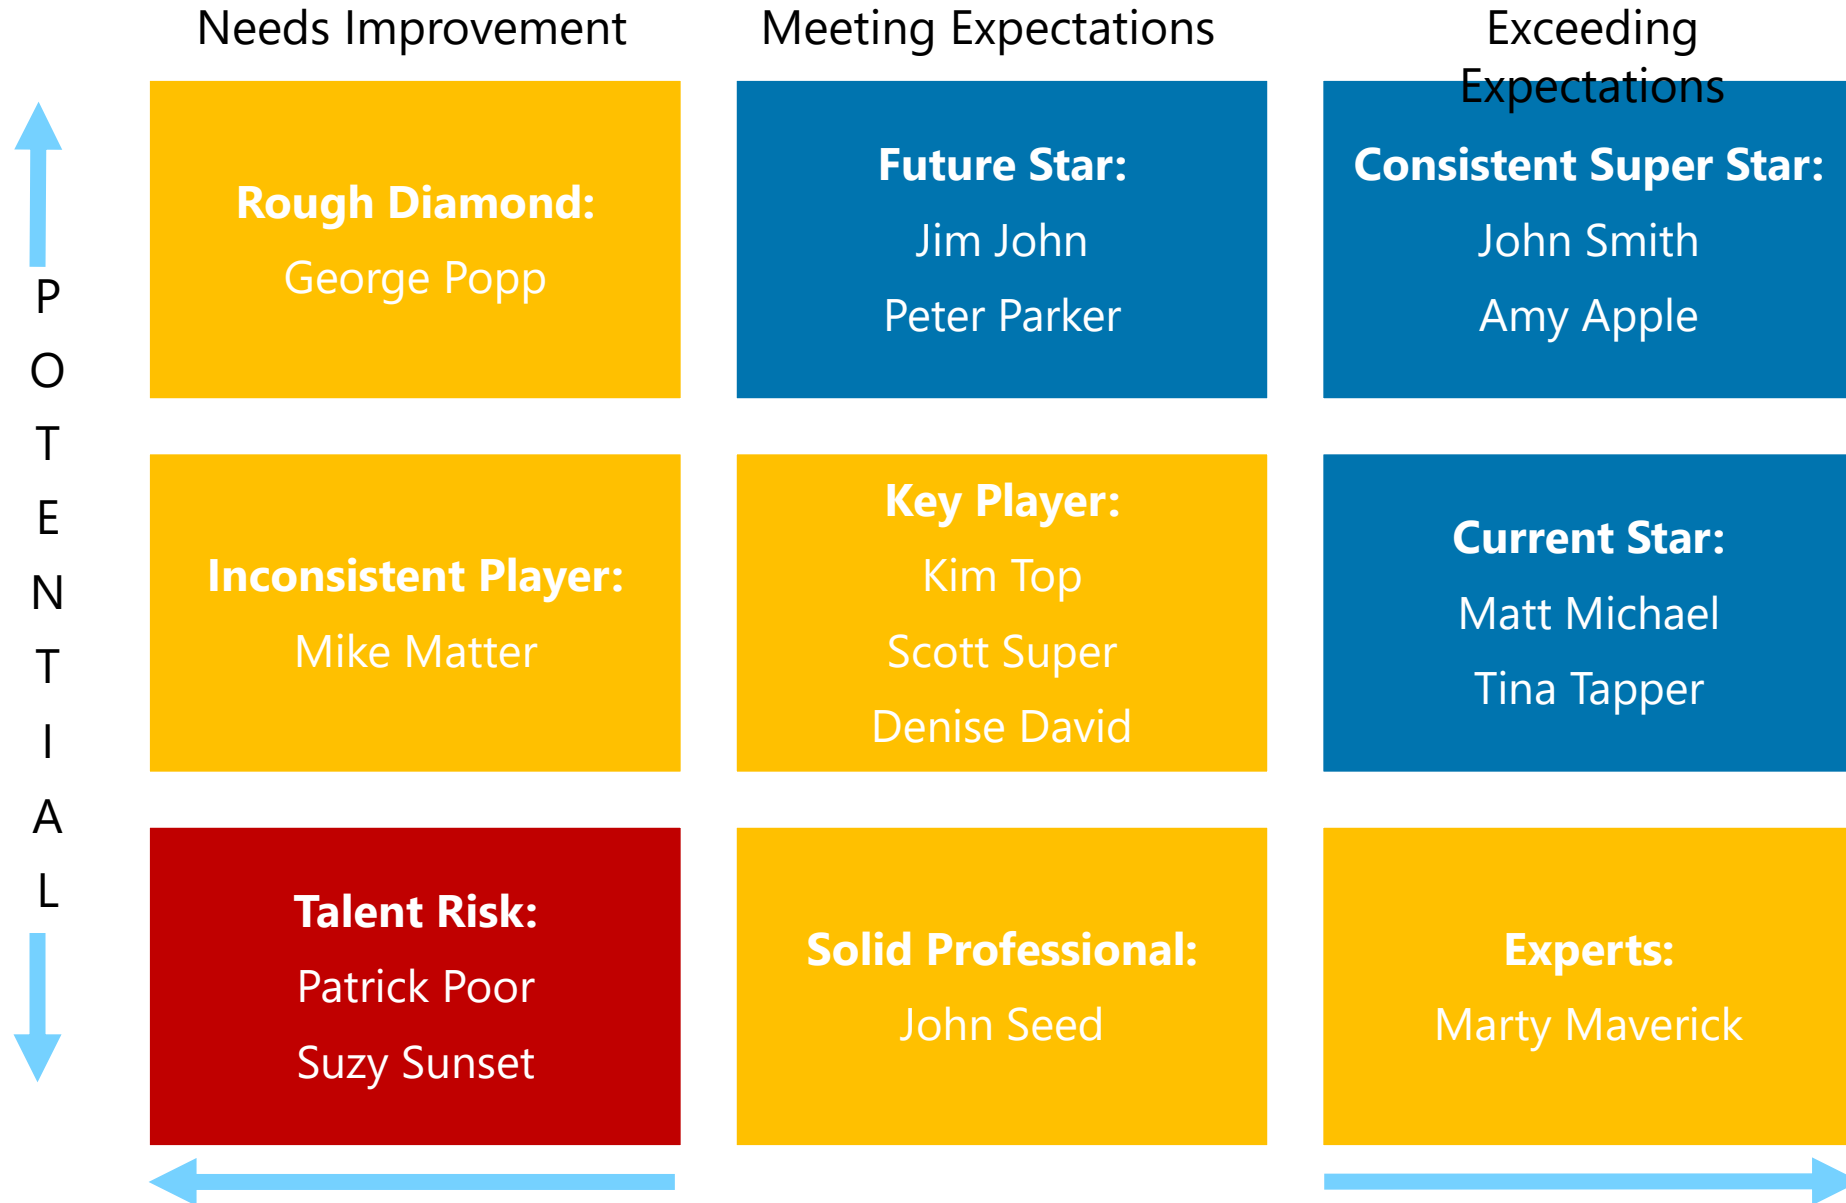 Needs Improvement
Meeting Expectations
Exceeding
Expectations
P
O
T
E
N
T
I
A
L
Rough Diamond:
George Popp
Future Star:
Jim John
Peter Parker
Consistent Super Star:
John Smith
Amy Apple
Inconsistent Player:
Mike Matter
Key Player:
Kim Top
Scott Super
Denise David
Current Star:
Matt Michael
Tina Tapper
Talent Risk:
Patrick Poor
Suzy Sunset
Solid Professional:
John Seed
Experts:
Marty Maverick